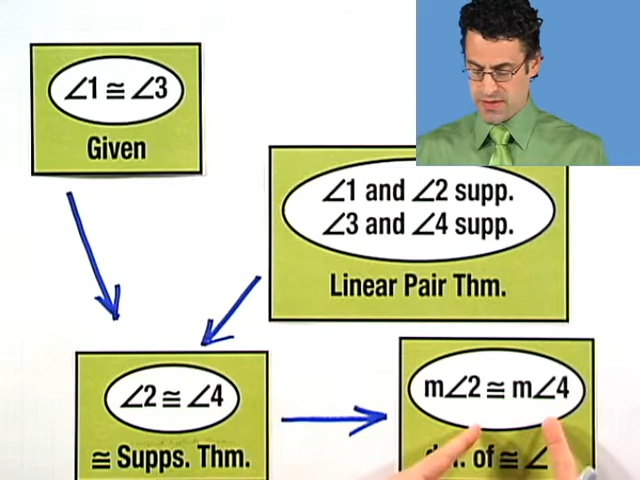 ∠1 ≅ ∠3
Given
∠1 and ∠2 supp.
∠3 and ∠4 supp.
Linear Pair Thm.
∠2 ≅ ∠4
≅ Supps. Thm.
m∠2 ≅ m∠4
of ≅ ∠